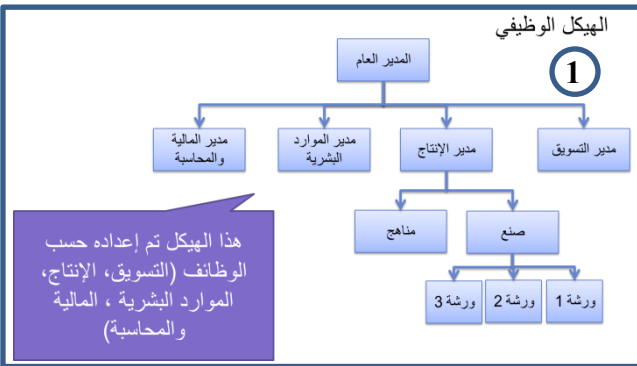 الهيكل الوظيفي
1
المدير العام
مدير التسويق
مدير الإنتاج
مدير الموارد
البشرية
مدير المالية
والمحاسبة
صنع
مناهج
ورشة 1
ورشة 2
ورشة 3
هذا الهيكل تم إعداده حسب
الوظائف (التسويق، الإنتاج،
الموارد البشرية ، المالية
والمحاسبة)